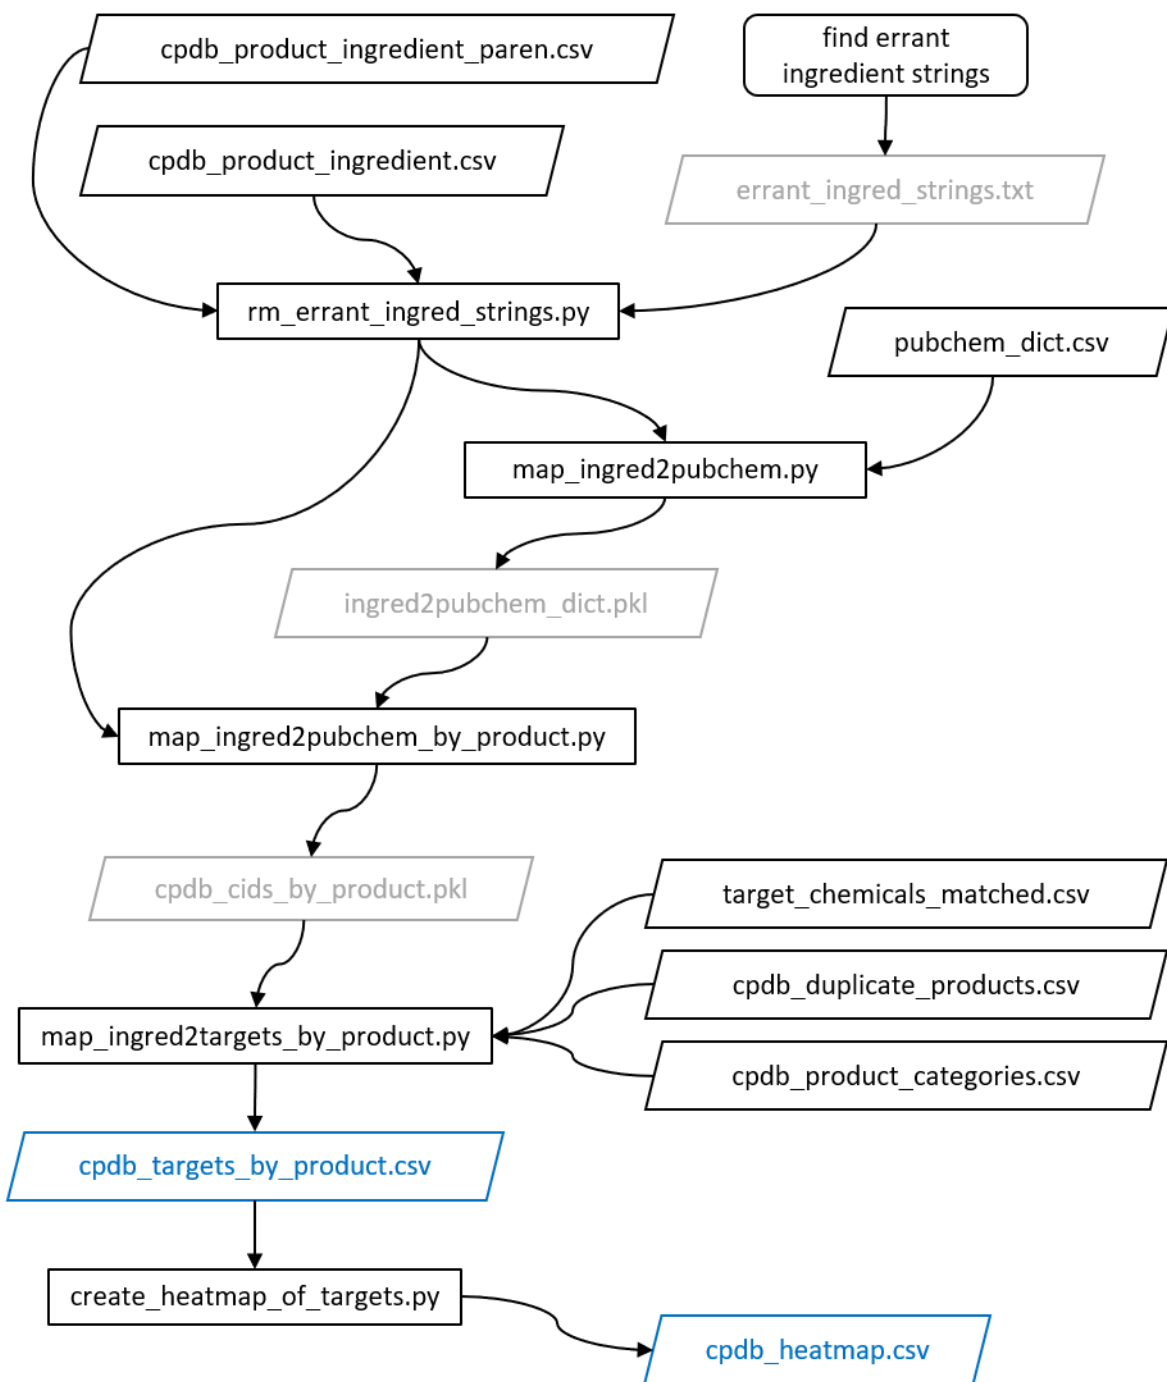 cpdb_product_ingredient_paren.csv
find errant
ingredient strings
cpdb_product_ingredient.csv
errant_ingred_strings.txt
rm_errant_ingred_strings.py
pubchem_dict.csv
map_ingred2pubchem.py
ingred2pubchem_dict.pkl
map_ingred2pubchem_by_product.py
cpdb_cids_by_product.pkl
target_chemicals_matched.csv
cpdb_duplicate_products.csv
map_ingred2targets_by_product.py
cpdb_product_categories.csv
cpdb_targets_by_product.csv
create_heatmap_of_targets.py
cpdb_heatmap.csv